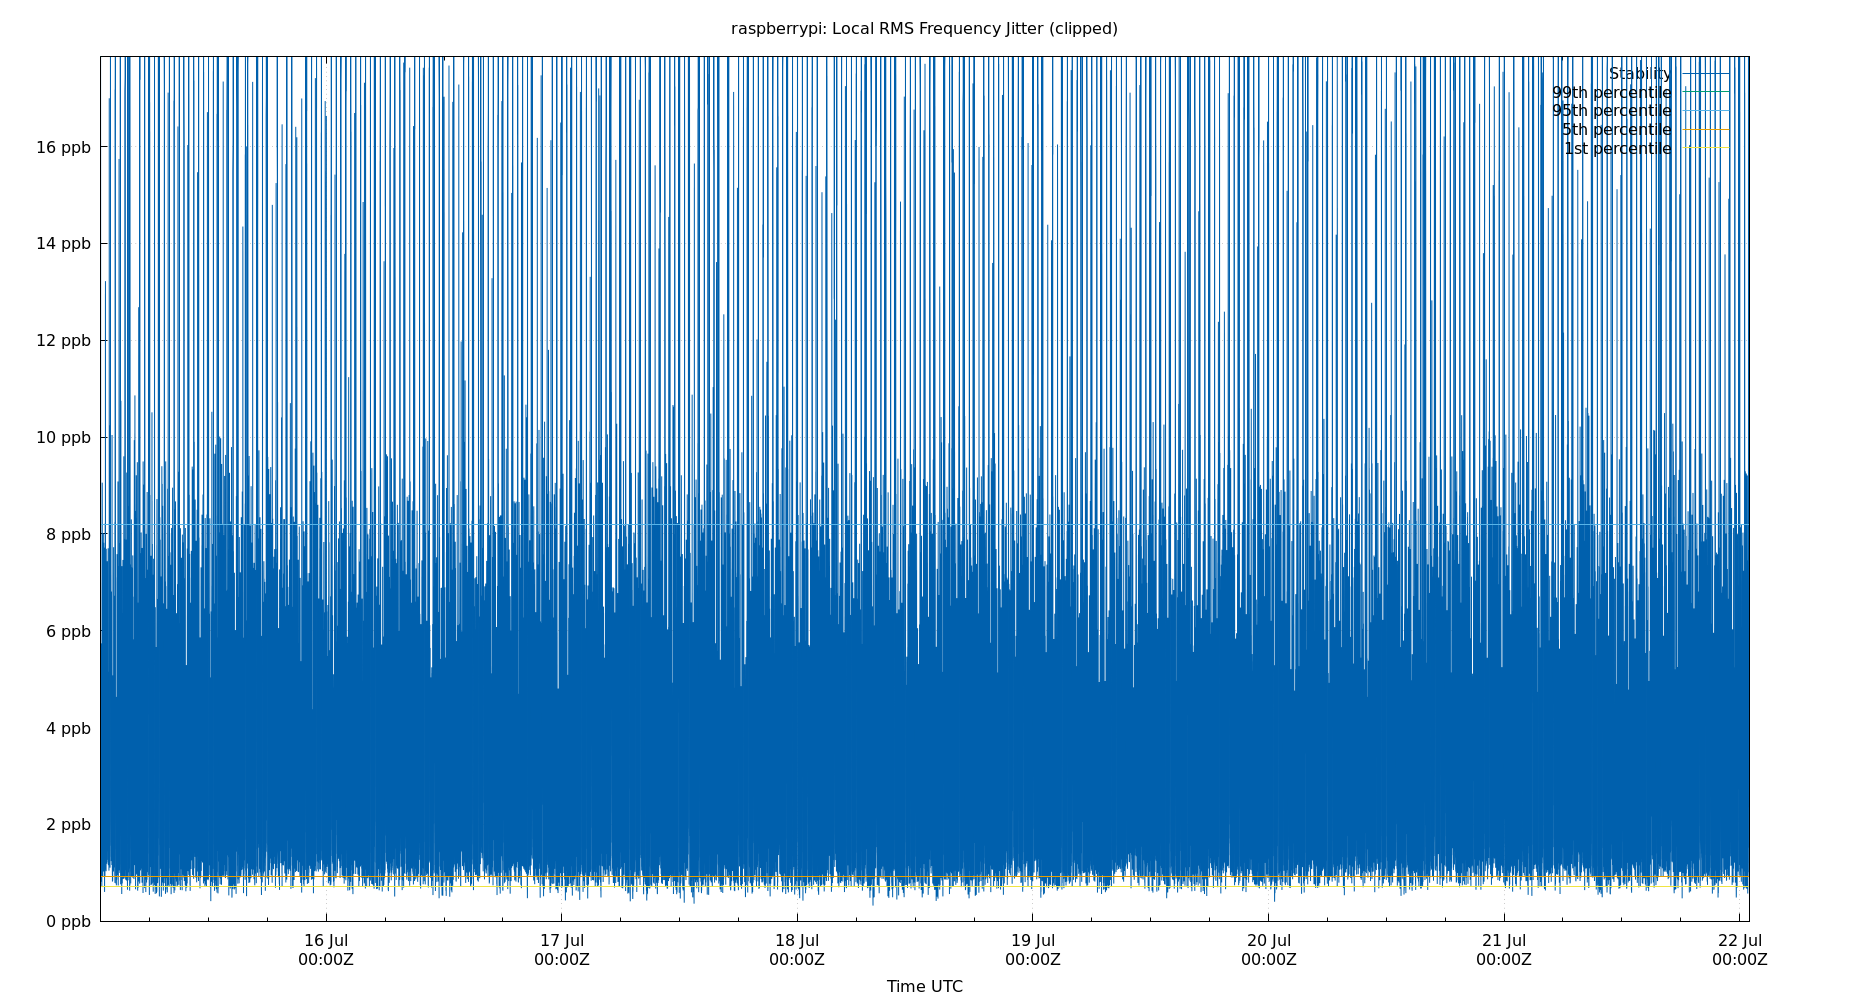 raspberrypi: Local RMS Frequency Jitter (clipped)
Stability
99th percentile
95th percentile
5th percentile
1st percentile
16 ppb
14 ppb
12 ppb
10 ppb
8 ppb
6 ppb
4 ppb
2 ppb
0 ppb
16 Jul 17 Jul 18 Jul 19 Jul 20 Jul 21 Jul 22 Jul
00:00Z 00:00Z 00:00Z 00:00Z 00:00Z 00:00Z 00:00Z
Time UTC